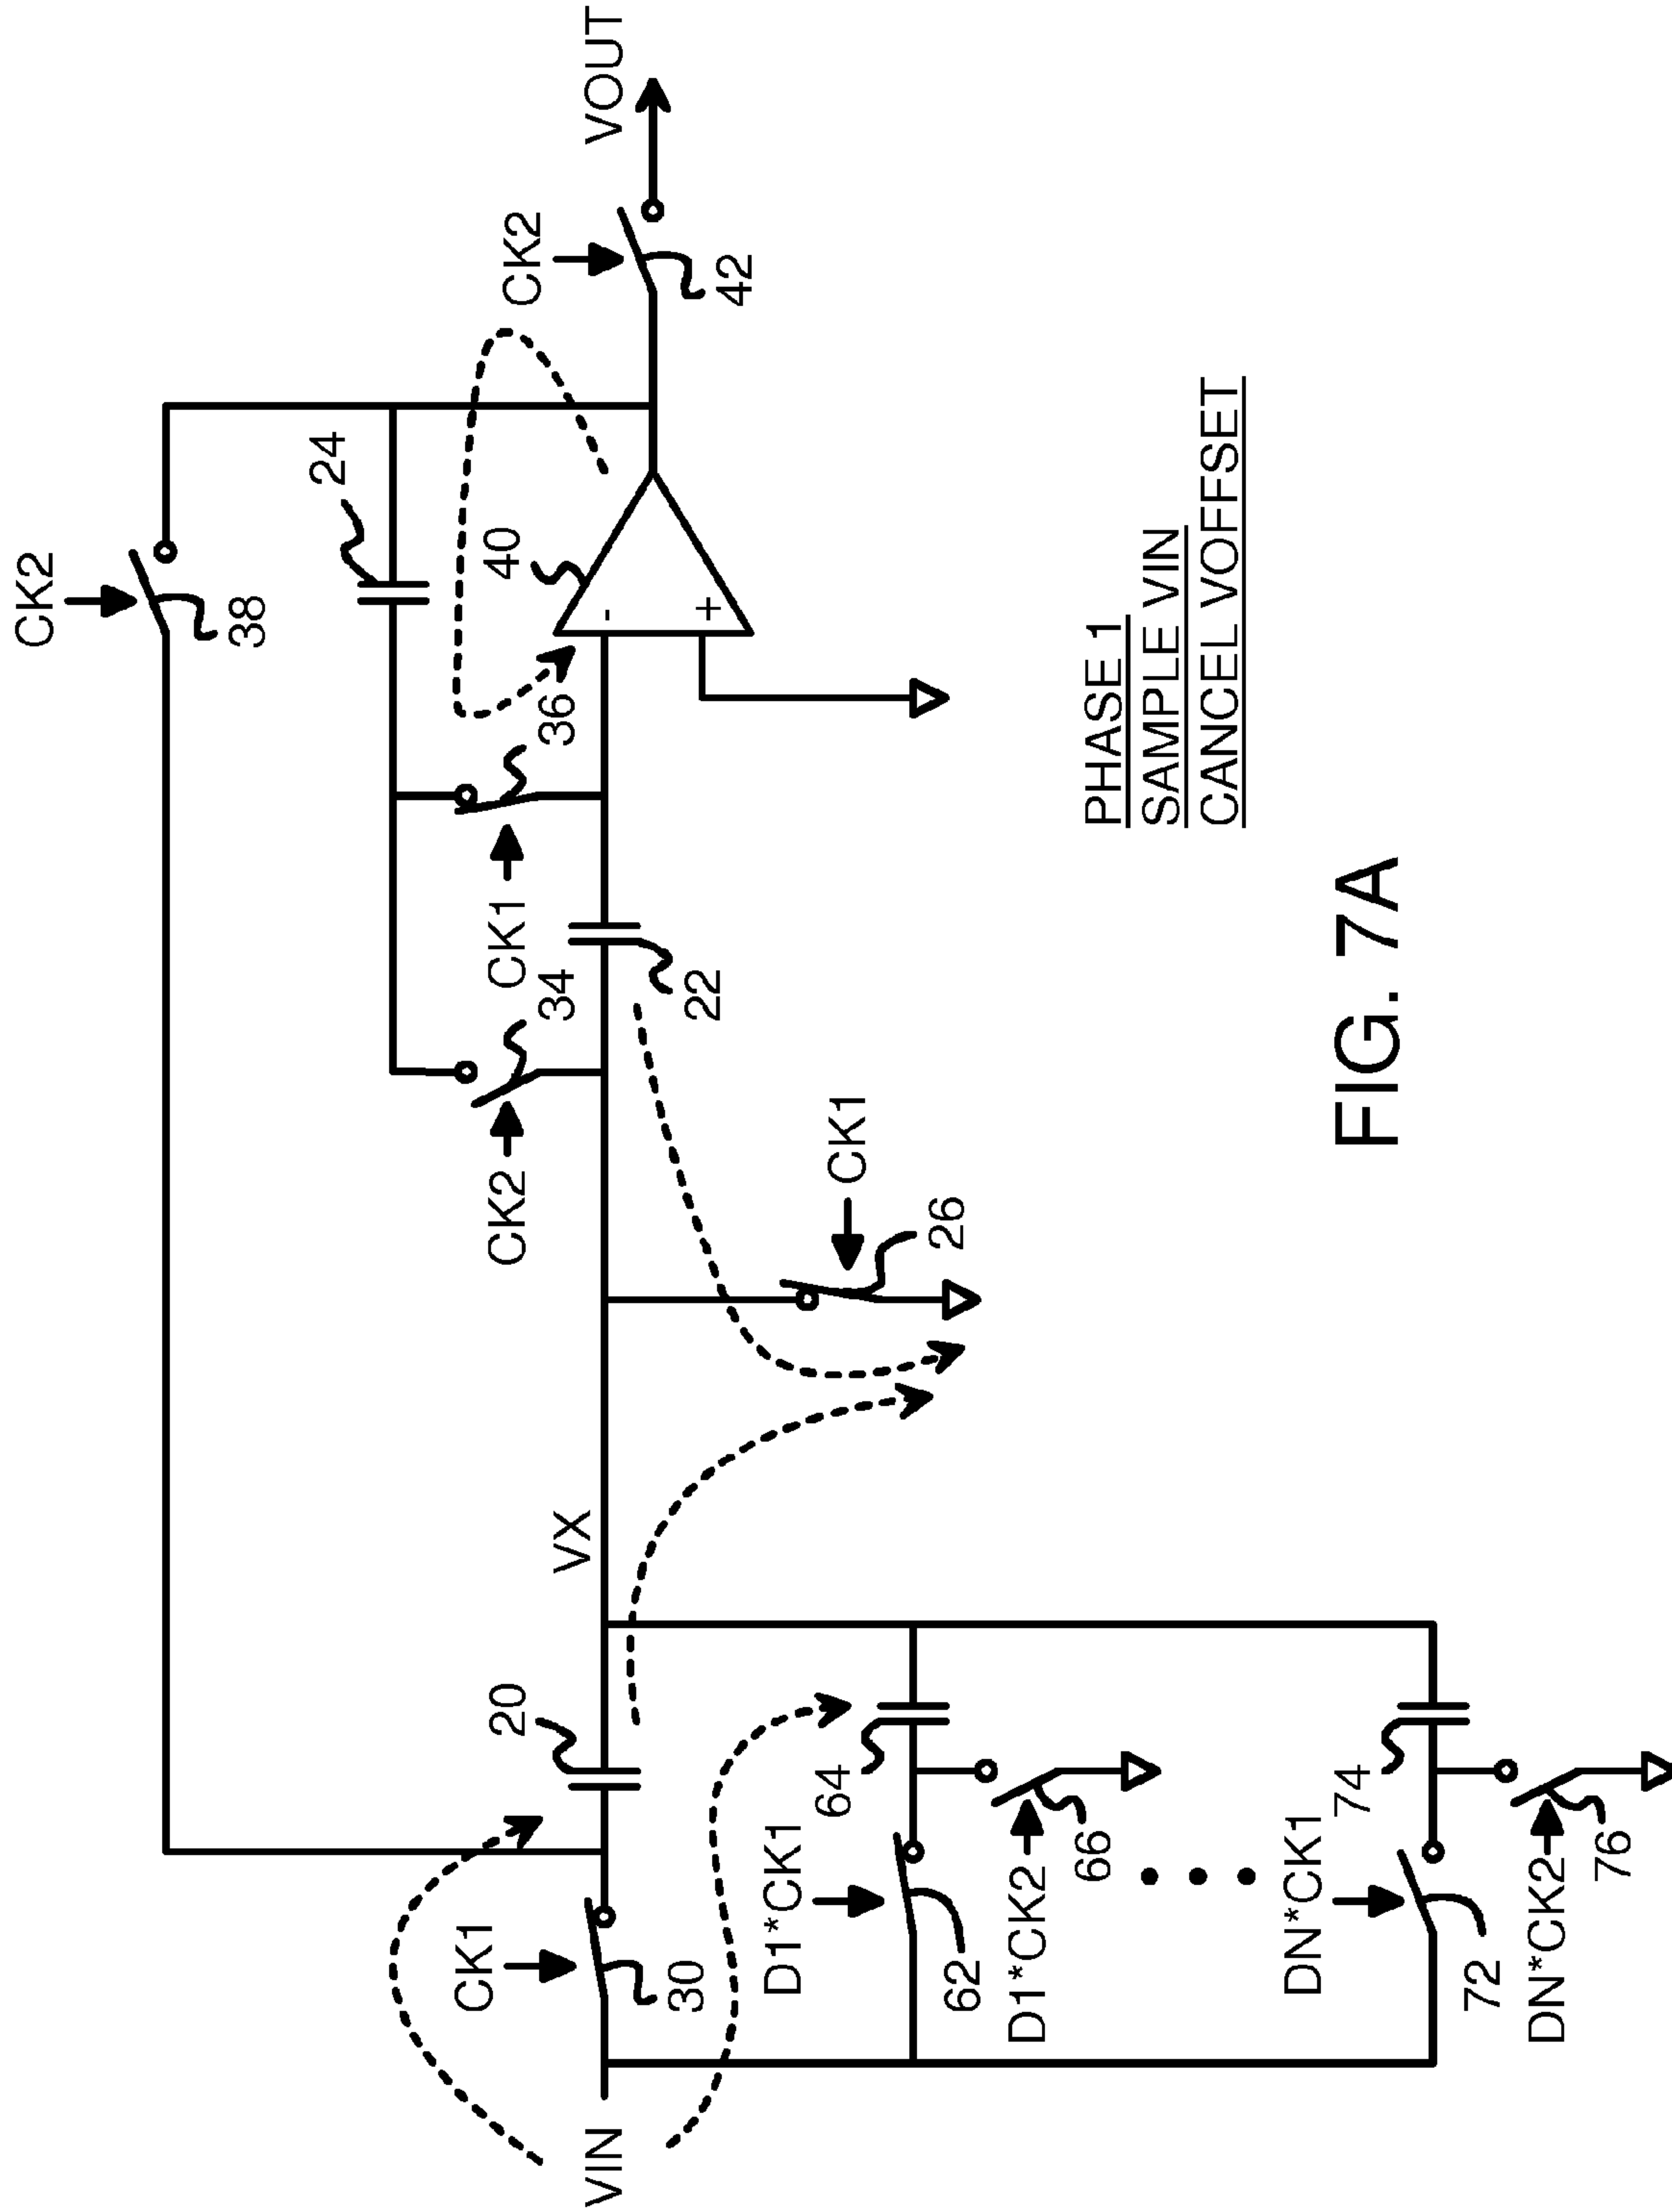 CK2
38
24
CK2
VOUT
42
40
-
+
36
CK1
34
CK2
22
CK1
26
VX
20
CK1
30
VIN
D1*CK1
62
64
D1*CK2
66
DN*CK1
72
74
DN*CK2
76
PHASE 1
SAMPLE VIN
CANCEL VOFFSET
FIG. 7A